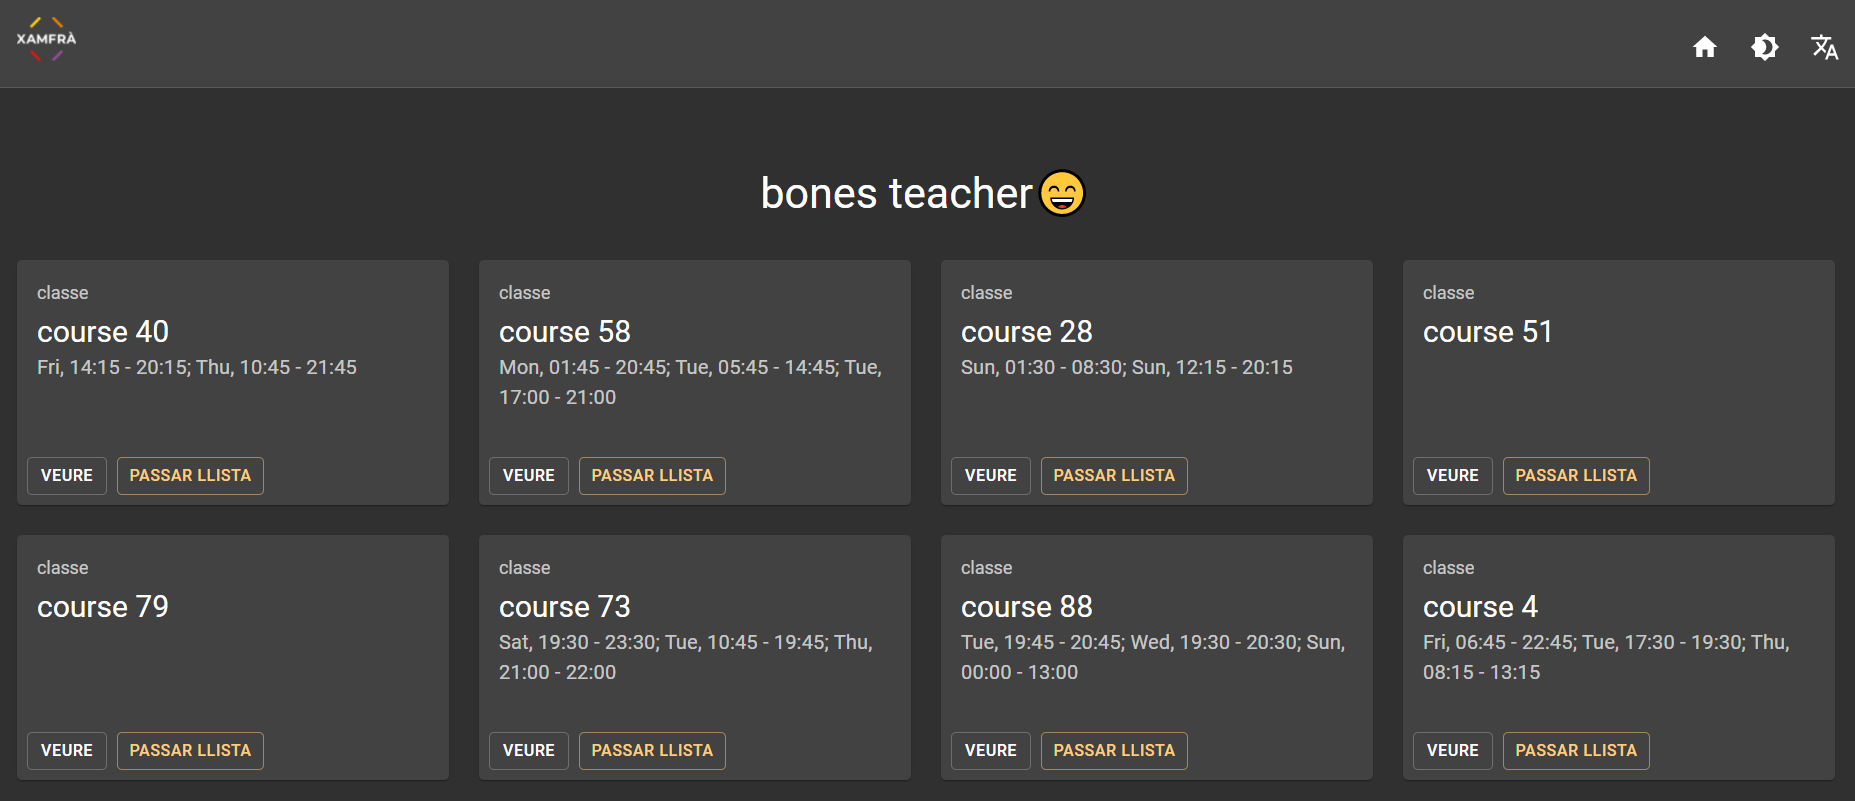 XAMFRÀ
bones teacher😄
classe
course 40
Fri, 14:15 - 20:15; Thu, 10:45 - 21:45
VEURE
PASSAR LLISTA
classe
course 58
Mon, 01:45 - 20:45; Tue, 05:45 - 14:45; Tue,
17:00 - 21:00
VEURE
PASSAR LLISTA
classe
course 28
Sun, 01:30 - 08:30; Sun, 12:15 - 20:15
VEURE
PASSAR LLISTA
classe
course 51
VEURE
PASSAR LLISTA
classe
course 79
VEURE
PASSAR LLISTA
classe
course 73
Sat, 19:30 - 23:30; Tue, 10:45 - 19:45; Thu,
21:00 - 22:00
VEURE
PASSAR LLISTA
classe
course 88
Tue, 19:45 - 20:45; Wed, 19:30 - 20:30; Sun,
00:00 - 13:00
VEURE
PASSAR LLISTA
classe
course 4
Fri, 06:45 - 22:45; Tue, 17:30 - 19:30; Thu,
08:15 - 13:15
VEURE
PASSAR LLISTA